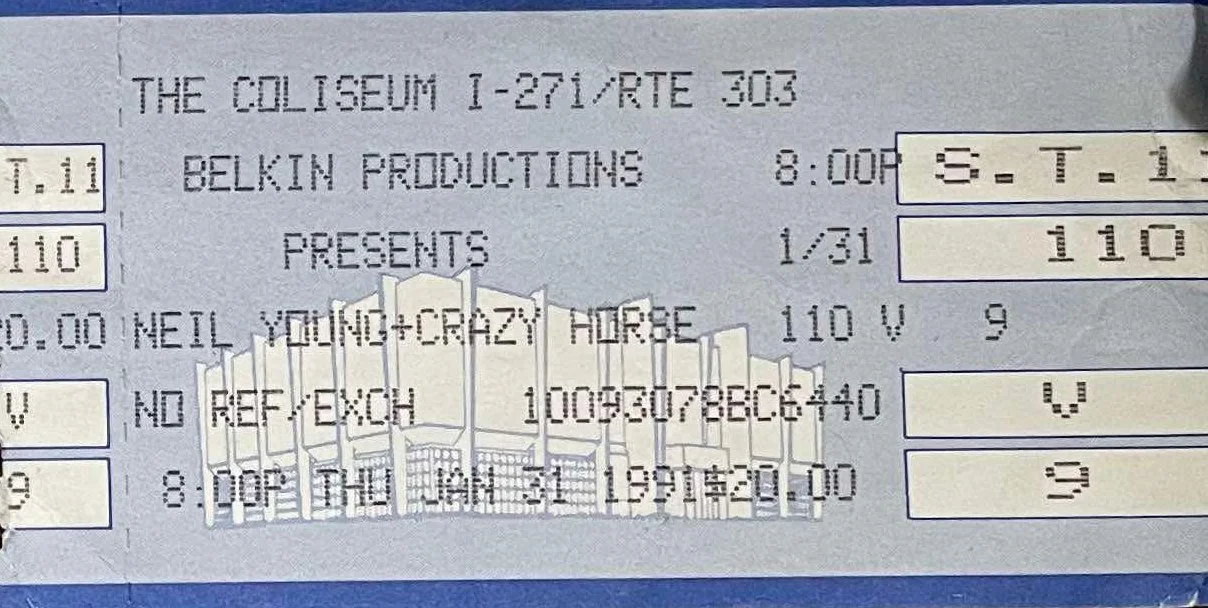 THE COLISEUM I-271/RTE 303
T.11 BELKIN PRODUCTIONS 8:00P S.T.11
110 PRESENTS 1/31 110
0.00 NEIL YOUNG+CRAZY HORSE 110 V 9
V NO REF/EXCH 10093078BC6440 V
9 8:00P THU JAN 31 1991$20.00 9